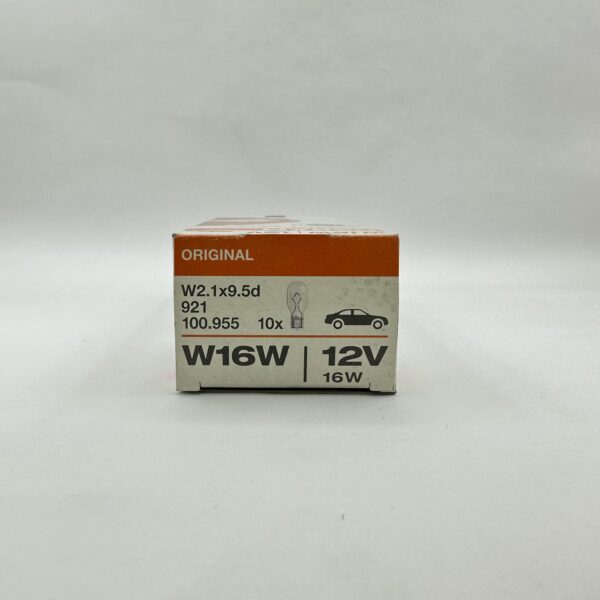 ORIGINAL
W2.1x9.5d
921
100.955 10x
W16W | 12V
16W